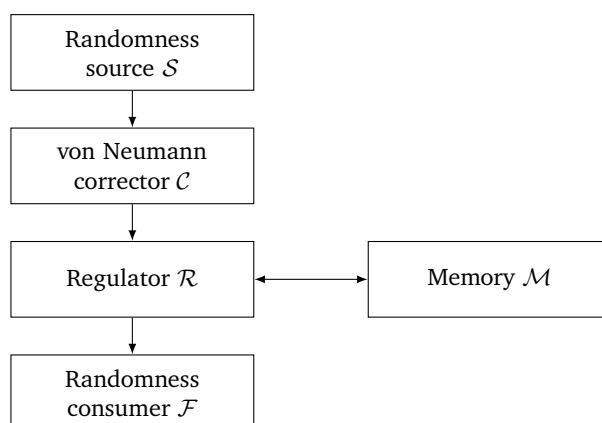 Randomness
source 𝒮
von Neumann
corrector 𝒞
Regulator ℛ
Memory ℳ
Randomness
consumer ℱ